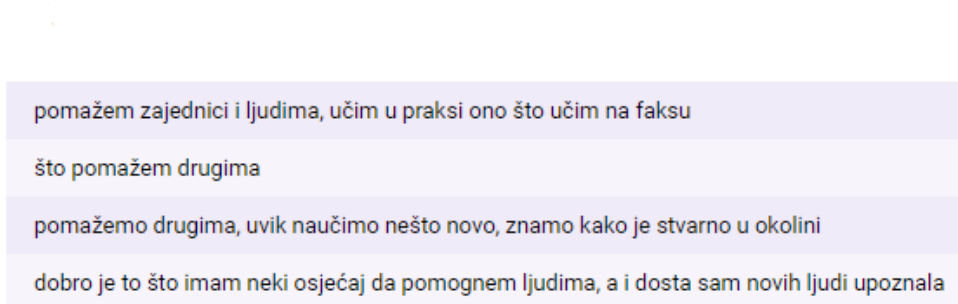 pomažem zajednici i ljudima, učim u praksi ono što učim na faksu
što pomažem drugima
pomažemo drugima, uvik naučimo nešto novo, znamo kako je stvarno u okolini
dobro je to što imam neki osjećaj da pomognem ljudima, a i dosta sam novih ljudi upoznala